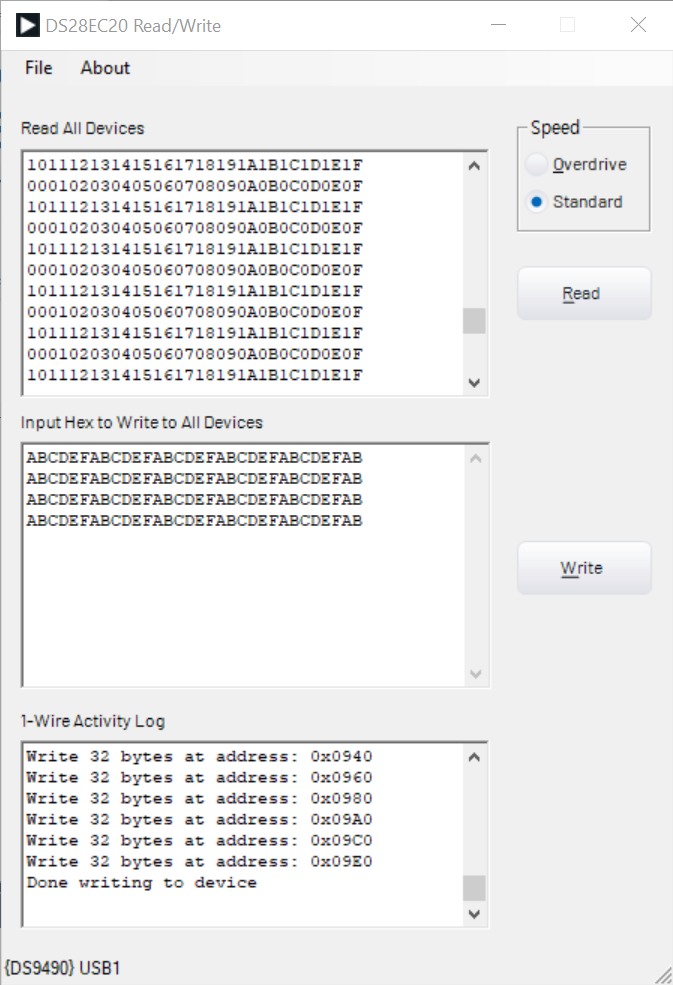 DS28EC20 Read/Write
File About
Read All Devices
101112131415161718191A1B1C1D1E1F
000102030405060708090A0B0C0D0E0F
101112131415161718191A1B1C1D1E1F
000102030405060708090A0B0C0D0E0F
101112131415161718191A1B1C1D1E1F
000102030405060708090A0B0C0D0E0F
101112131415161718191A1B1C1D1E1F
000102030405060708090A0B0C0D0E0F
101112131415161718191A1B1C1D1E1F
000102030405060708090A0B0C0D0E0F
101112131415161718191A1B1C1D1E1F
Speed
Overdrive
Standard
Read
Input Hex to Write to All Devices
ABCDEFABCDEFABCDEFABCDEFABCDEFAB
ABCDEFABCDEFABCDEFABCDEFABCDEFAB
ABCDEFABCDEFABCDEFABCDEFABCDEFAB
ABCDEFABCDEFABCDEFABCDEFABCDEFAB
Write
1-Wire Activity Log
Write 32 bytes at address: 0x0940
Write 32 bytes at address: 0x0960
Write 32 bytes at address: 0x0980
Write 32 bytes at address: 0x09A0
Write 32 bytes at address: 0x09C0
Write 32 bytes at address: 0x09E0
Done writing to device
{DS9490} USB1